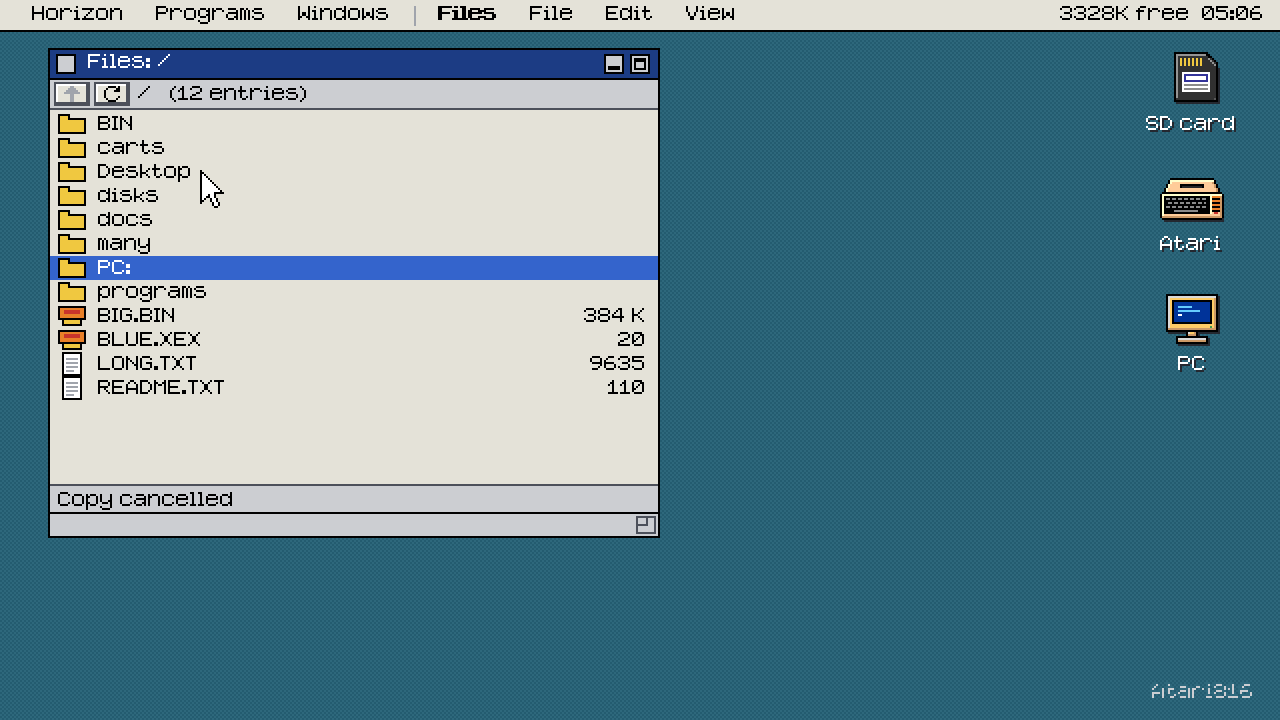 Horizon Programs Windows | Files File Edit View 3328K free 05:06
Files: /
/ (12 entries)
BIN
carts
Desktop
disks
docs
many
PC:
programs
BIG.BIN 384 K
BLUE.XEX 20
LONG.TXT 9635
README.TXT 110
Copy cancelled
SD card
Atari
PC
Atari816